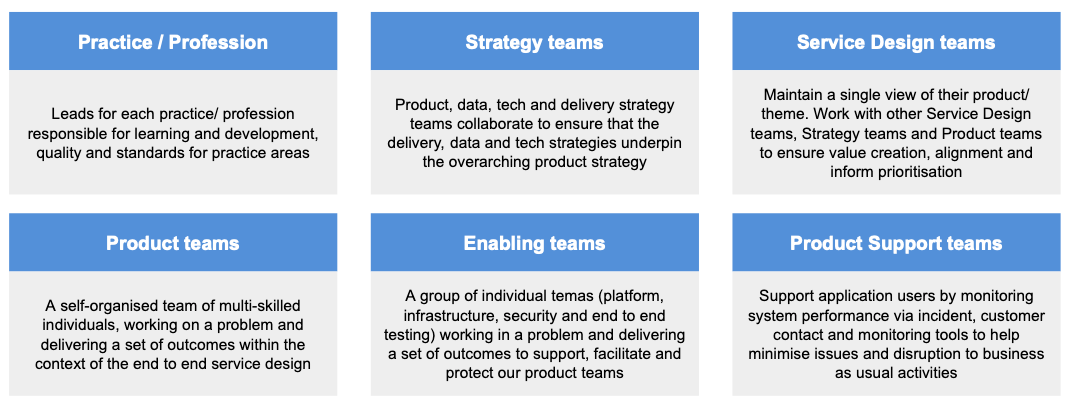 Practice / Profession
Leads for each practice/ profession
responsible for learning and development,
quality and standards for practice areas
Strategy teams
Product, data, tech and delivery strategy
teams collaborate to ensure that the
delivery, data and tech strategies underpin
the overarching product strategy
Service Design teams
Maintain a single view of their product/
theme. Work with other Service Design
teams, Strategy teams and Product teams
to ensure value creation, alignment and
inform prioritisation
Product teams
A self-organised team of multi-skilled
individuals, working on a problem and
delivering a set of outcomes within the
context of the end to end service design
Enabling teams
A group of individual temas (platform,
infrastructure, security and end to end
testing) working in a problem and delivering
a set of outcomes to support, facilitate and
protect our product teams
Product Support teams
Support application users by monitoring
system performance via incident, customer
contact and monitoring tools to help
minimise issues and disruption to business
as usual activities